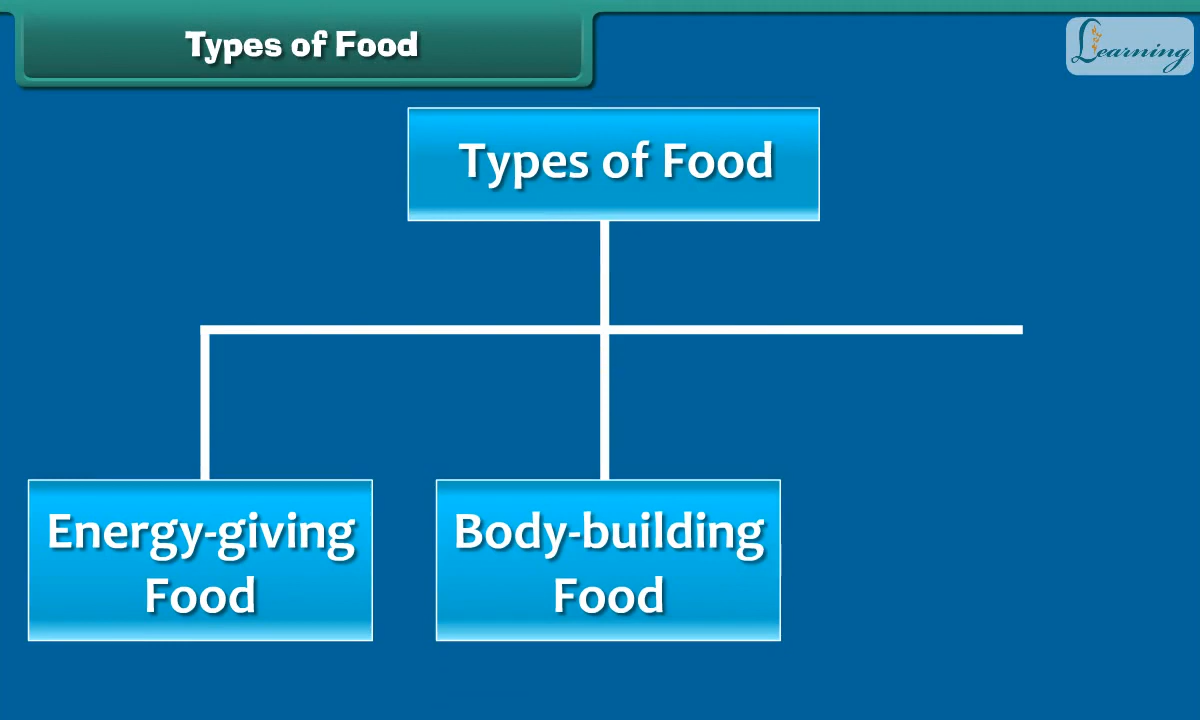 Types of Food
Learning
Types of Food
Energy-giving
Food
Body-building
Food